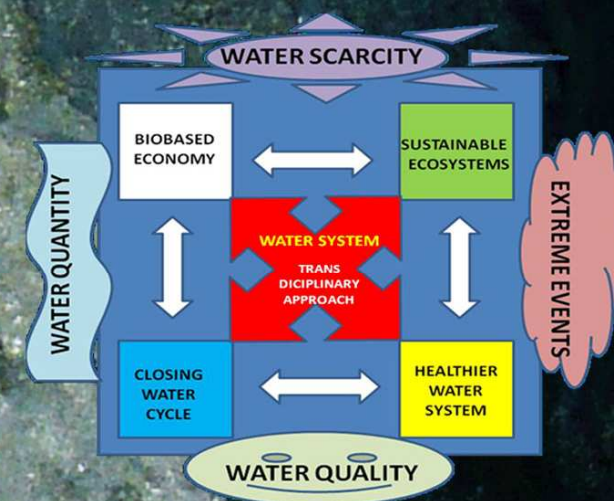 WATER SCARCITY
BIOBASED
ECONOMY
SUSTAINABLE
ECOSYSTEMS
WATER QUANTITY
WATER SYSTEM
TRANS
DICIPLINARY
APPROACH
EXTREME EVENTS
CLOSING
WATER
CYCLE
HEALTHIER
WATER
SYSTEM
WATER QUALITY